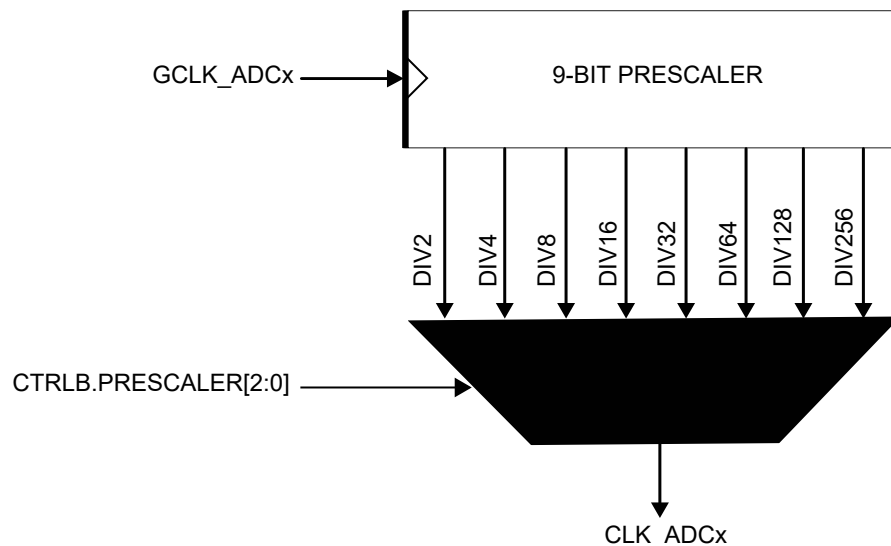 GCLK_ADCx
9-BIT PRESCALER
DIV2
DIV4
DIV8
DIV16
DIV32
DIV64
DIV128
DIV256
CTRLB.PRESCALER[2:0]
CLK_ADCx